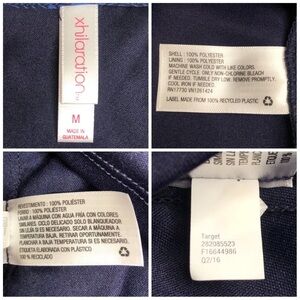 xhilaration
M
MADE IN
GUATEMALA
SHELL : 100% POLYESTER
LINING : 100% POLYESTER
MACHINE WASH COLD WITH LIKE COLORS.
GENTLE CYCLE. ONLY NON-CHLORINE BLEACH
IF NEEDED. TUMBLE DRY LOW. REMOVE PROMPTLY.
COOL IRON IF NEEDED.
RN17730 VN1261424
LABEL MADE FROM 100% RECYCLED PLASTIC
REVESTIMIENTO : 100% POLIÉSTER
FORRO : 100% POLIÉSTER
LAVAR A MÁQUINA CON AGUA FRÍA CON COLORES
SIMILARES. CICLO DELICADO. SOLO BLANQUEADOR
SIN LEJÍA SI ES NECESARIO. SECAR A MÁQUINA
EN TEMPERATURA BAJA, RETIRAR OPORTUNAMENTE.
PLANCHAR A BAJA TEMPERATURA SI ES NECESARIO.
ETIQUETA ELABORADA CON PLÁSTICO
100% RECICLADO
Target
282085523
F16644986
Q2/16